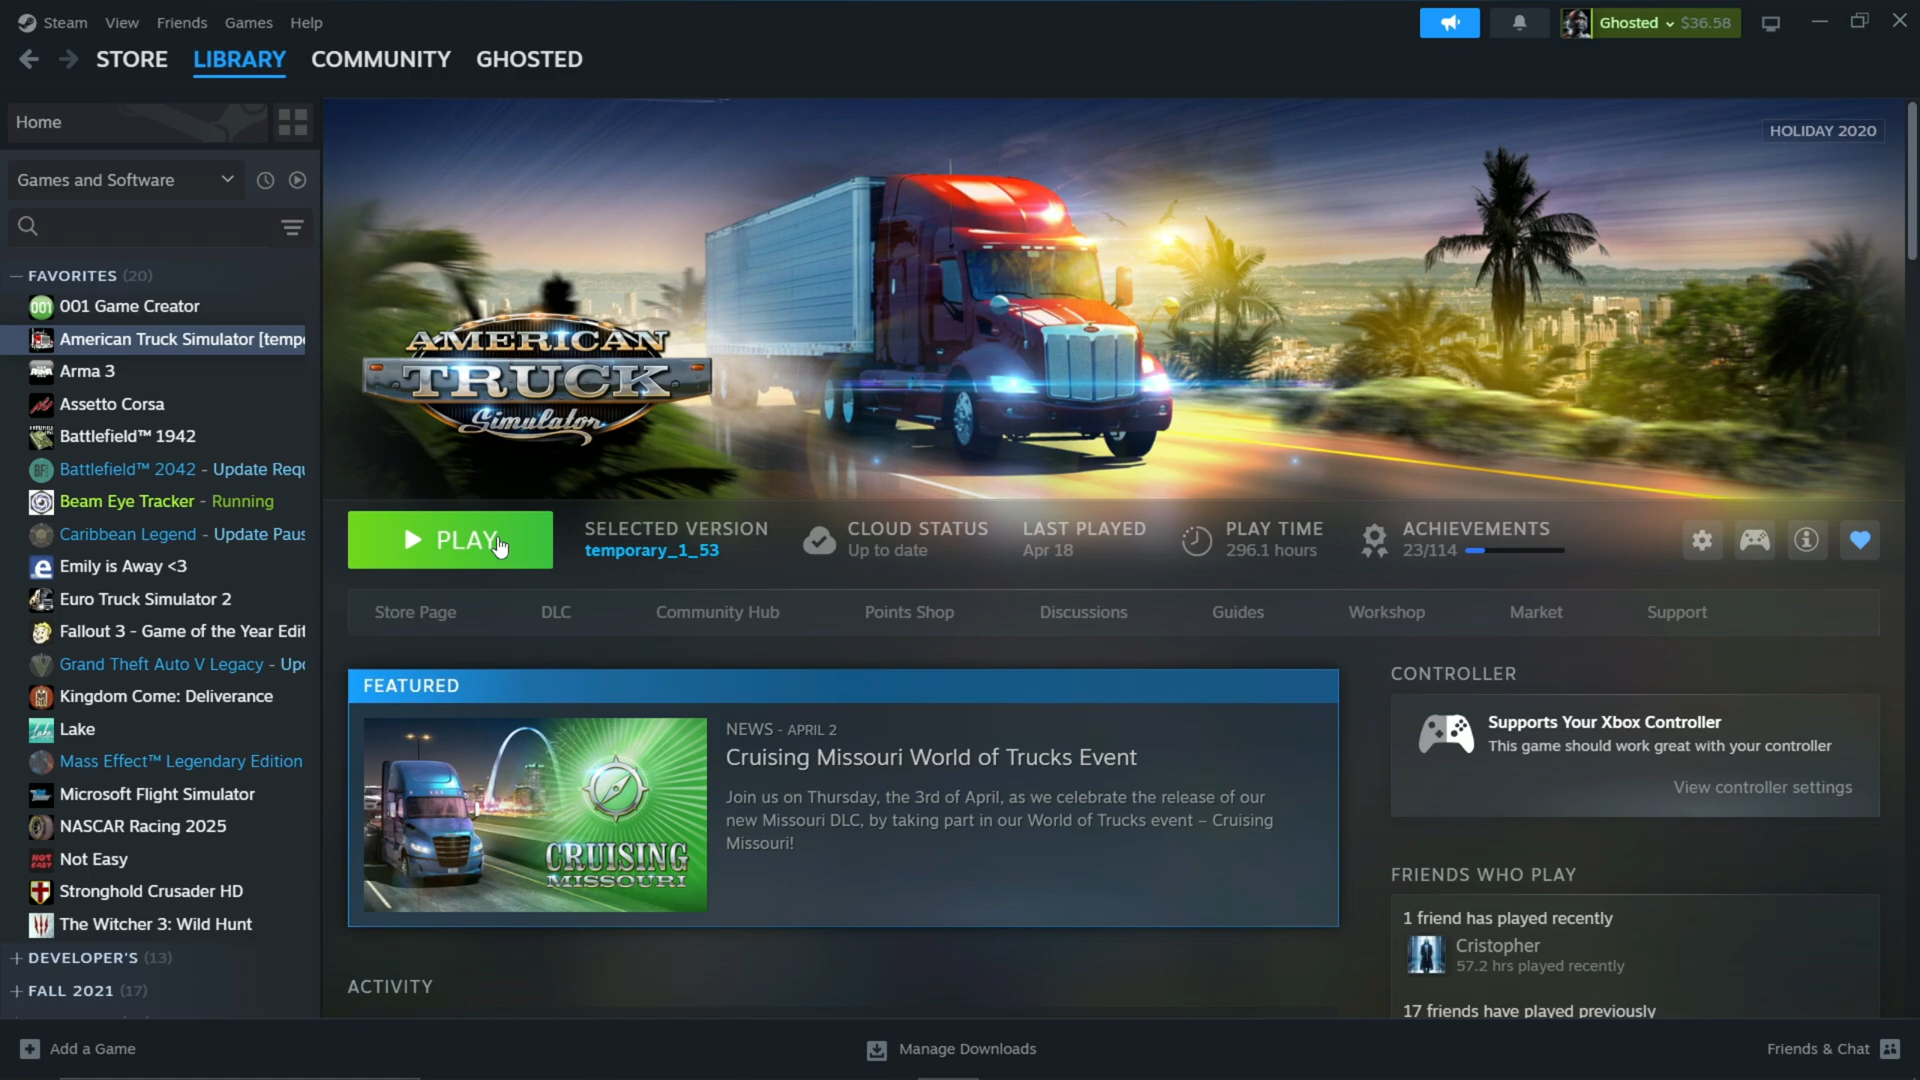 Steam View Friends Games Help
Ghosted $36.58
STORE LIBRARY COMMUNITY GHOSTED
Home
HOLIDAY 2020
Games and Software
FAVORITES (20)
001 Game Creator
American Truck Simulator [temp
Arma 3
Assetto Corsa
Battlefield™ 1942
Battlefield™ 2042 - Update Requ
Beam Eye Tracker - Running
Caribbean Legend - Update Paus
Emily is Away <3
Euro Truck Simulator 2
Fallout 3 - Game of the Year Edit
Grand Theft Auto V Legacy - Upd
Kingdom Come: Deliverance
Lake
Mass Effect™ Legendary Edition
Microsoft Flight Simulator
NASCAR Racing 2025
Not Easy
Stronghold Crusader HD
The Witcher 3: Wild Hunt
DEVELOPER'S (13)
FALL 2021 (17)
AMERICAN
TRUCK
Simulator
PLAY
SELECTED VERSION
temporary_1_53
CLOUD STATUS
Up to date
LAST PLAYED
Apr 18
PLAY TIME
296.1 hours
ACHIEVEMENTS
23/114
Store Page DLC Community Hub Points Shop Discussions Guides Workshop Market Support
FEATURED
CRUISING
MISSOURI
NEWS - APRIL 2
Cruising Missouri World of Trucks Event
Join us on Thursday, the 3rd of April, as we celebrate the release of our
new Missouri DLC, by taking part in our World of Trucks event – Cruising
Missouri!
ACTIVITY
CONTROLLER
Supports Your Xbox Controller
This game should work great with your controller
View controller settings
FRIENDS WHO PLAY
1 friend has played recently
Cristopher
57.2 hrs played recently
17 friends have played previously
Add a Game
Manage Downloads
Friends & Chat